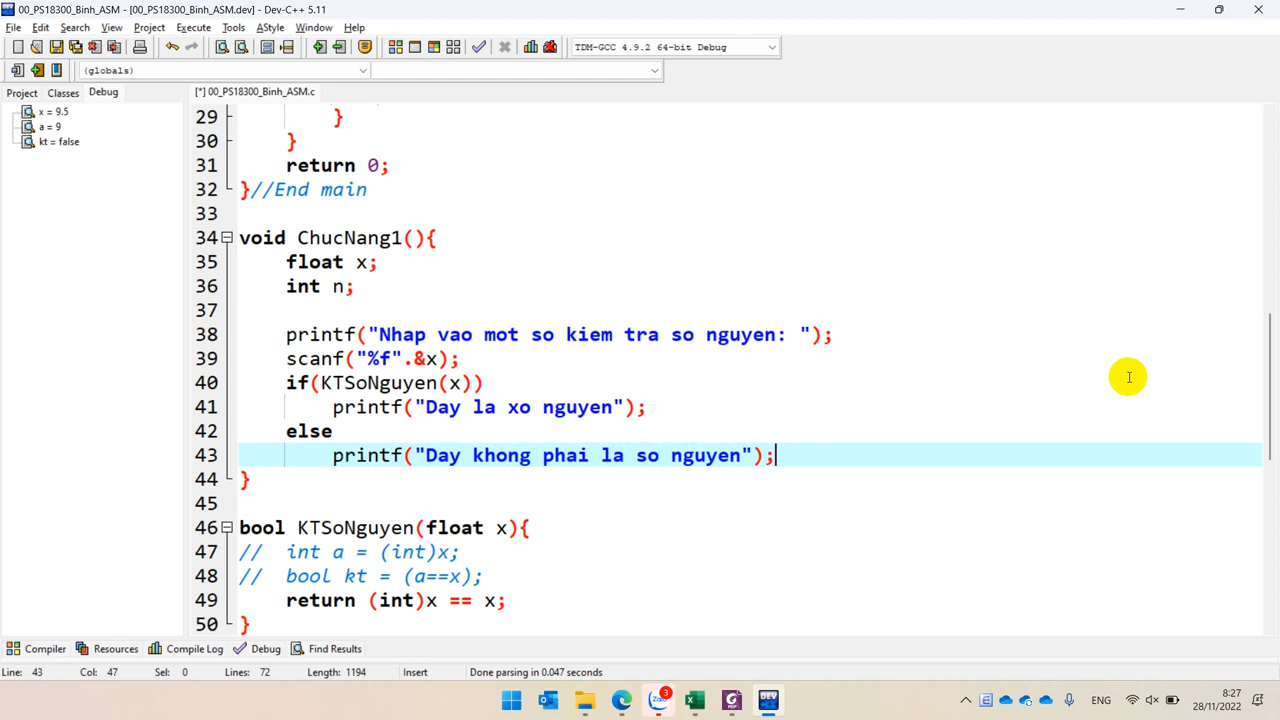 00_PS18300_Binh_ASM - [00_PS18300_Binh_ASM.dev] - Dev-C++ 5.11
File Edit Search View Project Execute Tools AStyle Window Help
TDM-GCC 4.9.2 64-bit Debug
(globals)
Project Classes Debug
[*] 00_PS18300_Binh_ASM.c
x = 9.5
a = 9
kt = false
29 }
30 }
31 return 0;
32 }//End main
33
34 void ChucNang1(){
35 float x;
36 int n;
37
38 printf("Nhap vao mot so kiem tra so nguyen: ");
39 scanf("%f".&x);
40 if(KTSoNguyen(x))
41 printf("Day la xo nguyen");
42 else
43 printf("Day khong phai la so nguyen");
44 }
45
46 bool KTSoNguyen(float x){
47 // int a = (int)x;
48 // bool kt = (a==x);
49 return (int)x == x;
50 }
Compiler Resources Compile Log Debug Find Results
Line: 43 Col: 47 Sel: 0 Lines: 72 Length: 1194 Insert Done parsing in 0.047 seconds
3
PDF
DEV
ENG
8:27
28/11/2022